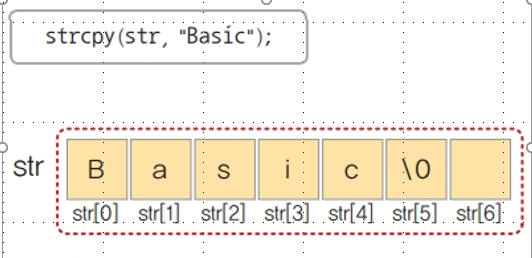 strcpy(str, "Basic");
str B a s i c \0
str[0] str[1] str[2] str[3] str[4] str[5] str[6]